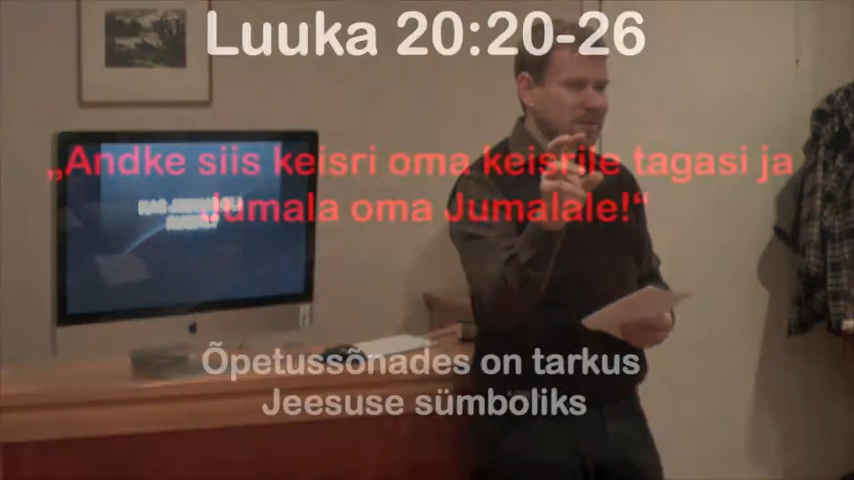 Luuka 20:20-26
„Andke siis keisri oma keisrile tagasi ja
Jumala oma Jumalale!“
Õpetussõnades on tarkus
Jeesuse sümboliks